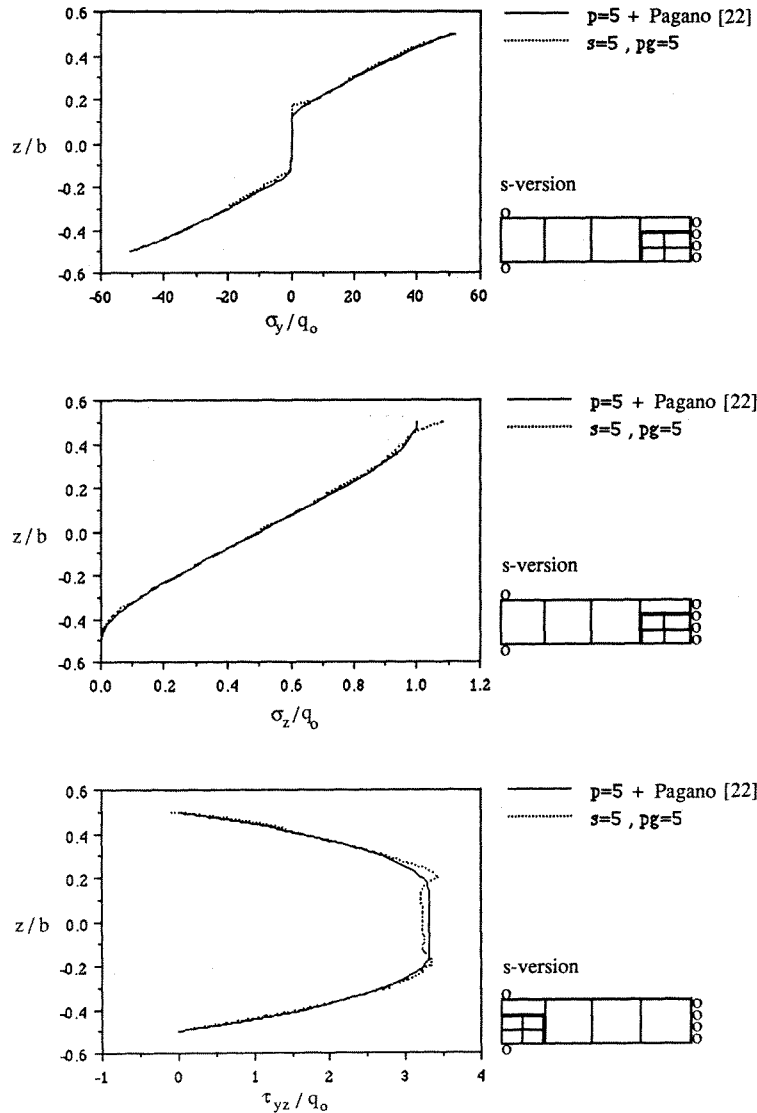 0.6
0.4
0.2
z/b 0.0
-0.2
-0.4
-0.6
-60 -40 -20 0 20 40 60
σy/qo
p=5 + Pagano [22]
s=5 , pg=5
s-version
0.6
0.4
0.2
z/b 0.0
-0.2
-0.4
-0.6
0.0 0.2 0.4 0.6 0.8 1.0 1.2
σz/qo
p=5 + Pagano [22]
s=5 , pg=5
s-version
0.6
0.4
0.2
z/b 0.0
-0.2
-0.4
-0.6
-1 0 1 2 3 4
τyz/qo
p=5 + Pagano [22]
s=5 , pg=5
s-version